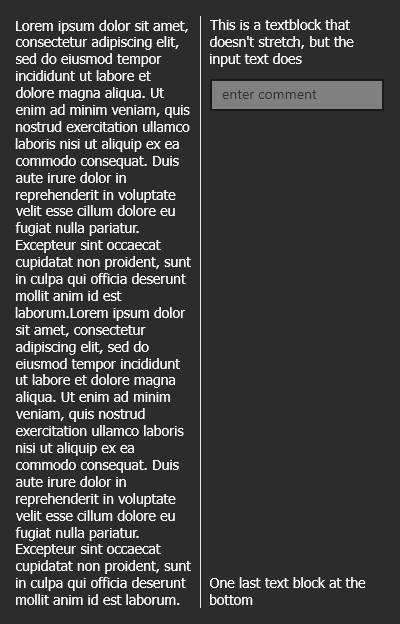 Lorem ipsum dolor sit amet,
consectetur adipiscing elit,
sed do eiusmod tempor
incididunt ut labore et
dolore magna aliqua. Ut
enim ad minim veniam, quis
nostrud exercitation ullamco
laboris nisi ut aliquip ex ea
commodo consequat. Duis
aute irure dolor in
reprehenderit in voluptate
velit esse cillum dolore eu
fugiat nulla pariatur.
Excepteur sint occaecat
cupidatat non proident, sunt
in culpa qui officia deserunt
mollit anim id est
laborum.Lorem ipsum dolor
sit amet, consectetur
adipiscing elit, sed do
eiusmod tempor incididunt
ut labore et dolore magna
aliqua. Ut enim ad minim
veniam, quis nostrud
exercitation ullamco laboris
nisi ut aliquip ex ea
commodo consequat. Duis
aute irure dolor in
reprehenderit in voluptate
velit esse cillum dolore eu
fugiat nulla pariatur.
Excepteur sint occaecat
cupidatat non proident, sunt
in culpa qui officia deserunt
mollit anim id est laborum.
This is a textblock that
doesn't stretch, but the
input text does
enter comment
One last text block at the
bottom